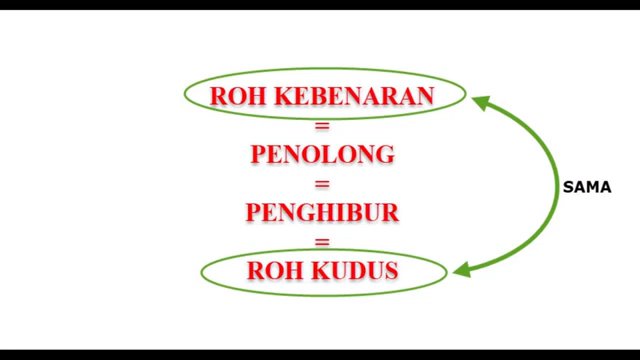 ROH KEBENARAN
=
PENOLONG
=
PENGHIBUR
=
ROH KUDUS
SAMA